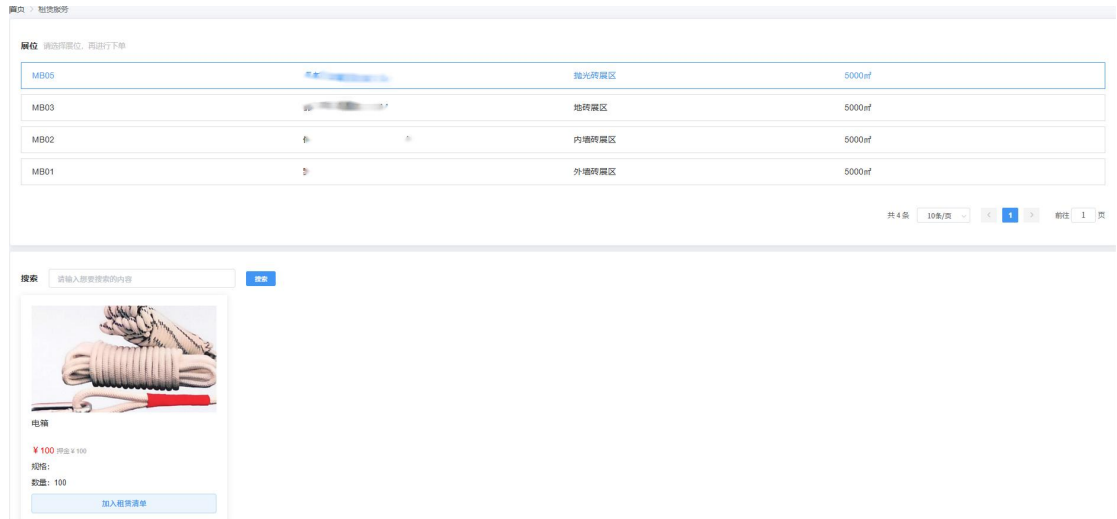 首页 > 租赁服务
展位 请选择展位，再进行下单
MB05 抛光砖展区 5000㎡
MB03 地砖展区 5000㎡
MB02 内墙砖展区 5000㎡
MB01 外墙砖展区 5000㎡
共 4 条 10条/页 < 1 > 前往 1 页
搜索 请输入想要搜索的内容 搜索
电箱
￥100 押金￥100
规格：
数量：100
加入租赁清单